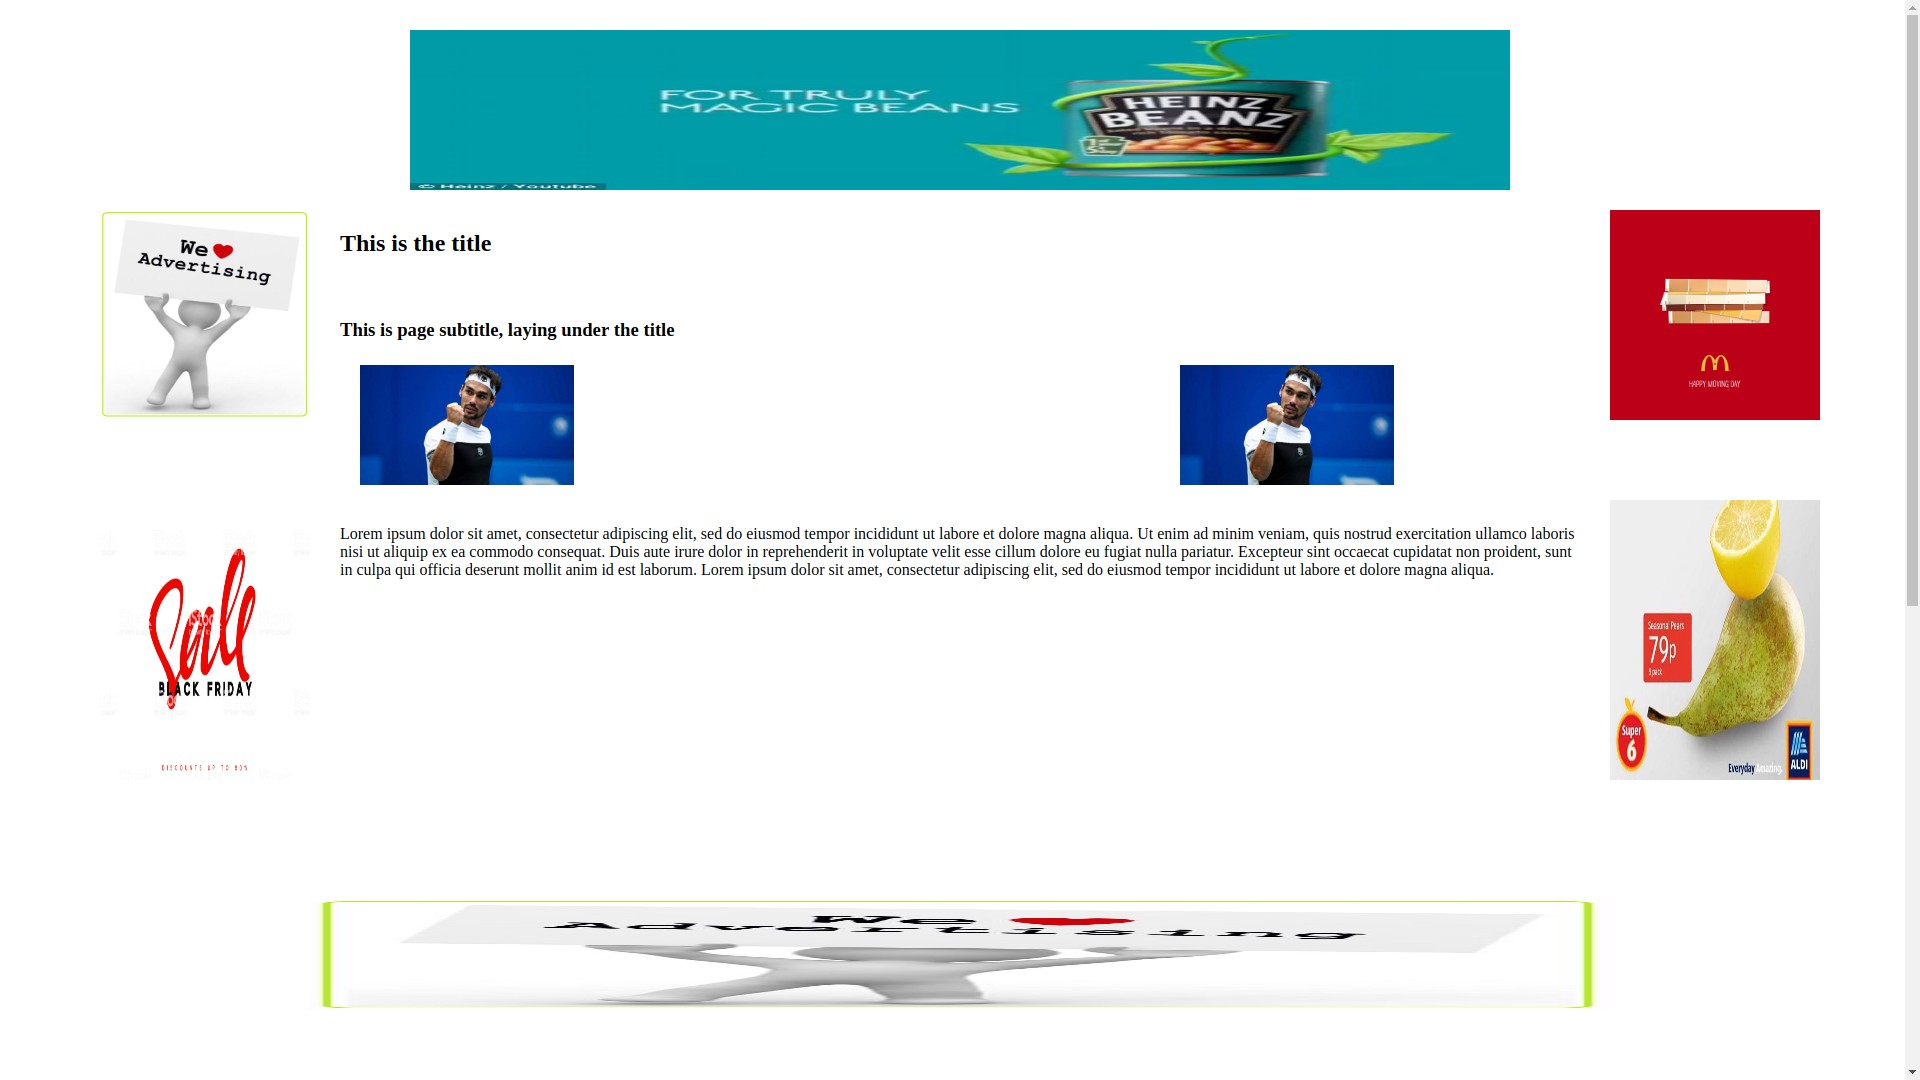 FOR TRULY
MAGIC BEANS
HEINZ
BEANZ
© Heinz / Youtube
We
Advertising
This is the title
This is page subtitle, laying under the title
HAPPY MOVING DAY
Lorem ipsum dolor sit amet, consectetur adipiscing elit, sed do eiusmod tempor incididunt ut labore et dolore magna aliqua. Ut enim ad minim veniam, quis nostrud exercitation ullamco laboris
nisi ut aliquip ex ea commodo consequat. Duis aute irure dolor in reprehenderit in voluptate velit esse cillum dolore eu fugiat nulla pariatur. Excepteur sint occaecat cupidatat non proident, sunt
in culpa qui officia deserunt mollit anim id est laborum. Lorem ipsum dolor sit amet, consectetur adipiscing elit, sed do eiusmod tempor incididunt ut labore et dolore magna aliqua.
Sale
BLACK FRIDAY
DISCOUNTS UP TO 80%
Seasonal Pears
79p
5 pack
Super
6
ALDI
Everyday Amazing.
We
Advertising